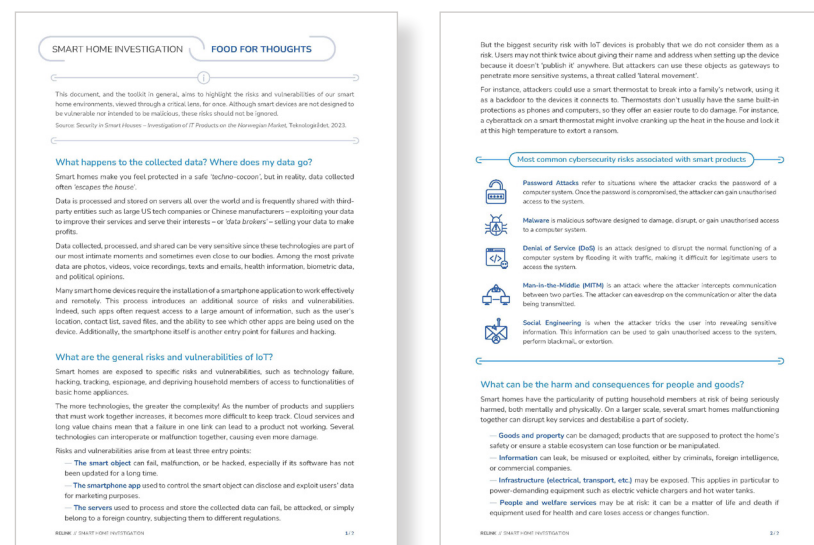 SMART HOME INVESTIGATION FOOD FOR THOUGHTS
This document, and the toolkit in general, aims to highlight the risks and vulnerabilities of our smart
home environments, viewed through a critical lens, for once. Although smart devices are not designed to
be vulnerable nor intended to be malicious, these risks should not be ignored.
Source: Security in Smart Houses – Investigation of IT Products on the Norwegian Market, Teknologirådet, 2023.
What happens to the collected data? Where does my data go?
Smart homes make you feel protected in a safe 'techno-cocoon', but in reality, data collected
often 'escapes the house'.
Data is processed and stored on servers all over the world and is frequently shared with third-
party entities such as large US tech companies or Chinese manufacturers – exploiting your data
to improve their services and serve their interests – or 'data brokers' – selling your data to make
profits.
Data collected, processed, and shared can be very sensitive since these technologies are part of
our most intimate moments and sometimes even close to our bodies. Among the most private
data are photos, videos, voice recordings, texts and emails, health information, biometric data,
and political opinions.
Many smart home devices require the installation of a smartphone application to work effectively
and remotely. This process introduces an additional source of risks and vulnerabilities.
Indeed, such apps often request access to a large amount of information, such as the user's
location, contact list, saved files, and the ability to see which other apps are being used on the
device. Additionally, the smartphone itself is another entry point for failures and hacking.
What are the general risks and vulnerabilities of IoT?
Smart homes are exposed to specific risks and vulnerabilities, such as technology failure,
hacking, tracking, espionage, and depriving household members of access to functionalities of
basic home appliances.
The more technologies, the greater the complexity! As the number of products and suppliers
that must work together increases, it becomes more difficult to keep track. Cloud services and
long value chains mean that a failure in one link can lead to a product not working. Several
technologies can interoperate or malfunction together, causing even more damage.
Risks and vulnerabilities arise from at least three entry points:
— The smart object can fail, malfunction, or be hacked, especially if its software has not
been updated for a long time.
— The smartphone app used to control the smart object can disclose and exploit users' data
for marketing purposes.
— The servers used to process and store the collected data can fail, be attacked, or simply
belong to a foreign country, subjecting them to different regulations.
RELINK // SMART HOME INVESTIGATION 1 / 2
But the biggest security risk with IoT devices is probably that we do not consider them as a
risk. Users may not think twice about giving their name and address when setting up the device
because it doesn't 'publish it' anywhere. But attackers can use these objects as gateways to
penetrate more sensitive systems, a threat called 'lateral movement'.
For instance, attackers could use a smart thermostat to break into a family's network, using it
as a backdoor to the devices it connects to. Thermostats don't usually have the same built-in
protections as phones and computers, so they offer an easier route to do damage. For instance,
a cyberattack on a smart thermostat might involve cranking up the heat in the house and lock it
at this high temperature to extort a ransom.
Most common cybersecurity risks associated with smart products
Password Attacks refer to situations where the attacker cracks the password of a
computer system. Once the password is compromised, the attacker can gain unauthorised
access to the system.
Malware is malicious software designed to damage, disrupt, or gain unauthorised access
to a computer system.
Denial of Service (DoS) is an attack designed to disrupt the normal functioning of a
computer system by flooding it with traffic, making it difficult for legitimate users to
access the system.
Man-in-the-Middle (MITM) is an attack where the attacker intercepts communication
between two parties. The attacker can eavesdrop on the communication or alter the data
being transmitted.
Social Engineering is when the attacker tricks the user into revealing sensitive
information. This information can be used to gain unauthorised access to the system,
perform blackmail, or extortion.
What can be the harm and consequences for people and goods?
Smart homes have the particularity of putting household members at risk of being seriously
harmed, both mentally and physically. On a larger scale, several smart homes malfunctioning
together can disrupt key services and destabilise a part of society.
— Goods and property can be damaged; products that are supposed to protect the home's
safety or ensure a stable ecosystem can lose function or be manipulated.
— Information can leak, be misused or exploited, either by criminals, foreign intelligence,
or commercial companies.
— Infrastructure (electrical, transport, etc.) may be exposed. This applies in particular to
power-demanding equipment such as electric vehicle chargers and hot water tanks.
— People and welfare services may be at risk: it can be a matter of life and death if
equipment used for health and care loses access or changes function.
RELINK // SMART HOME INVESTIGATION 2 / 2